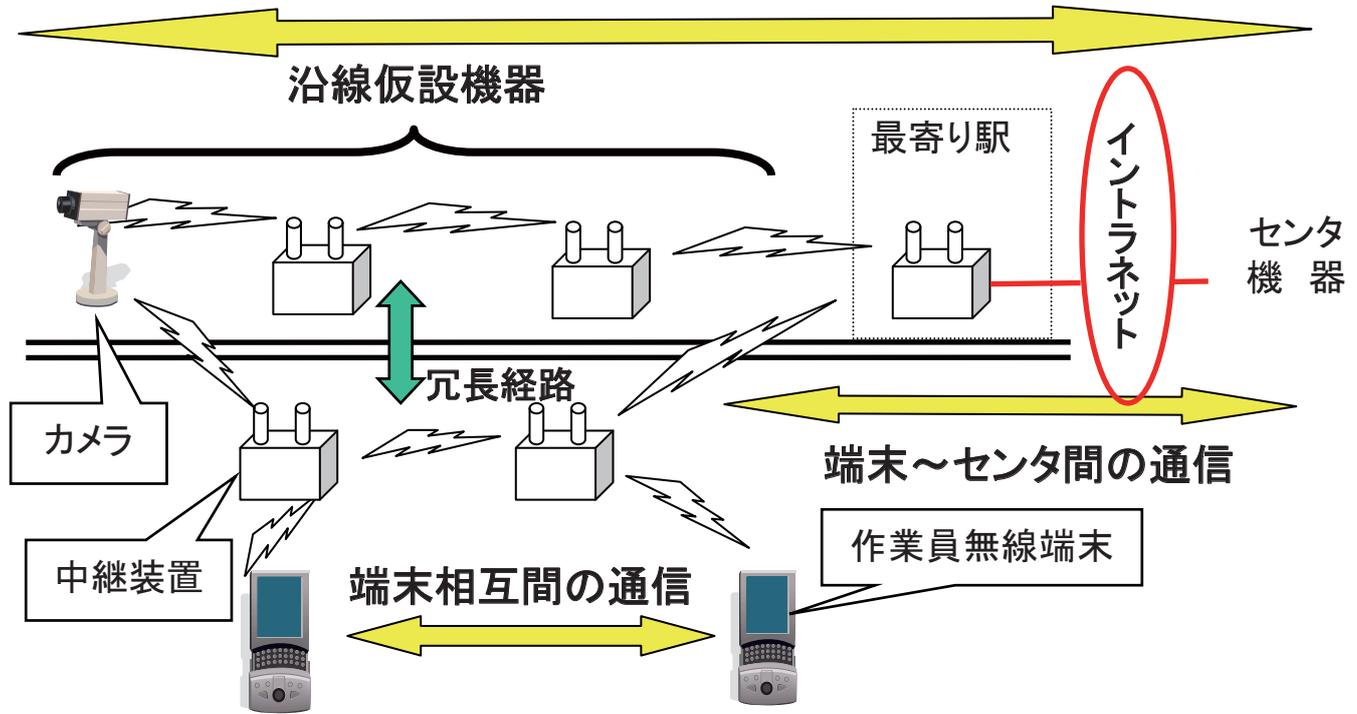 沿線仮設機器
最寄り駅
イントラネット
センタ
機 器
冗長経路
カメラ
端末～センタ間の通信
作業員無線端末
中継装置
端末相互間の通信